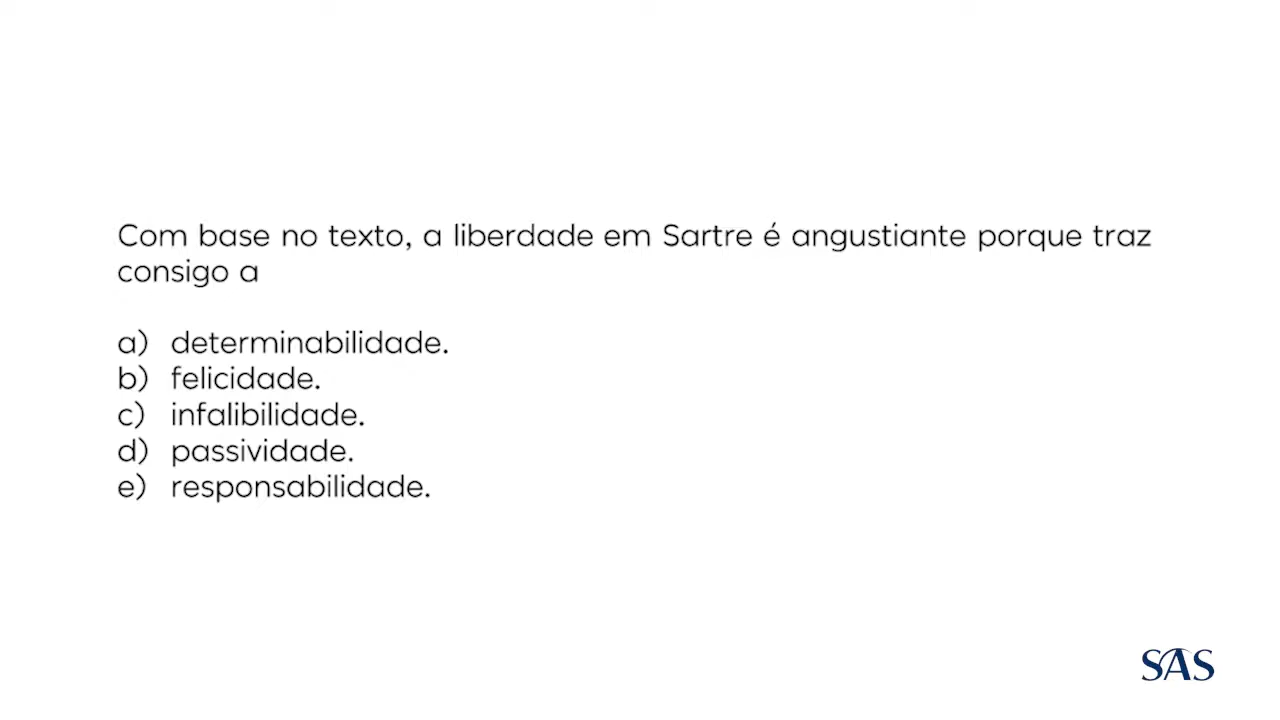 Com base no texto, a liberdade em Sartre é angustiante porque traz
consigo a
a) determinabilidade.
b) felicidade.
c) infalibilidade.
d) passividade.
e) responsabilidade.
SAS